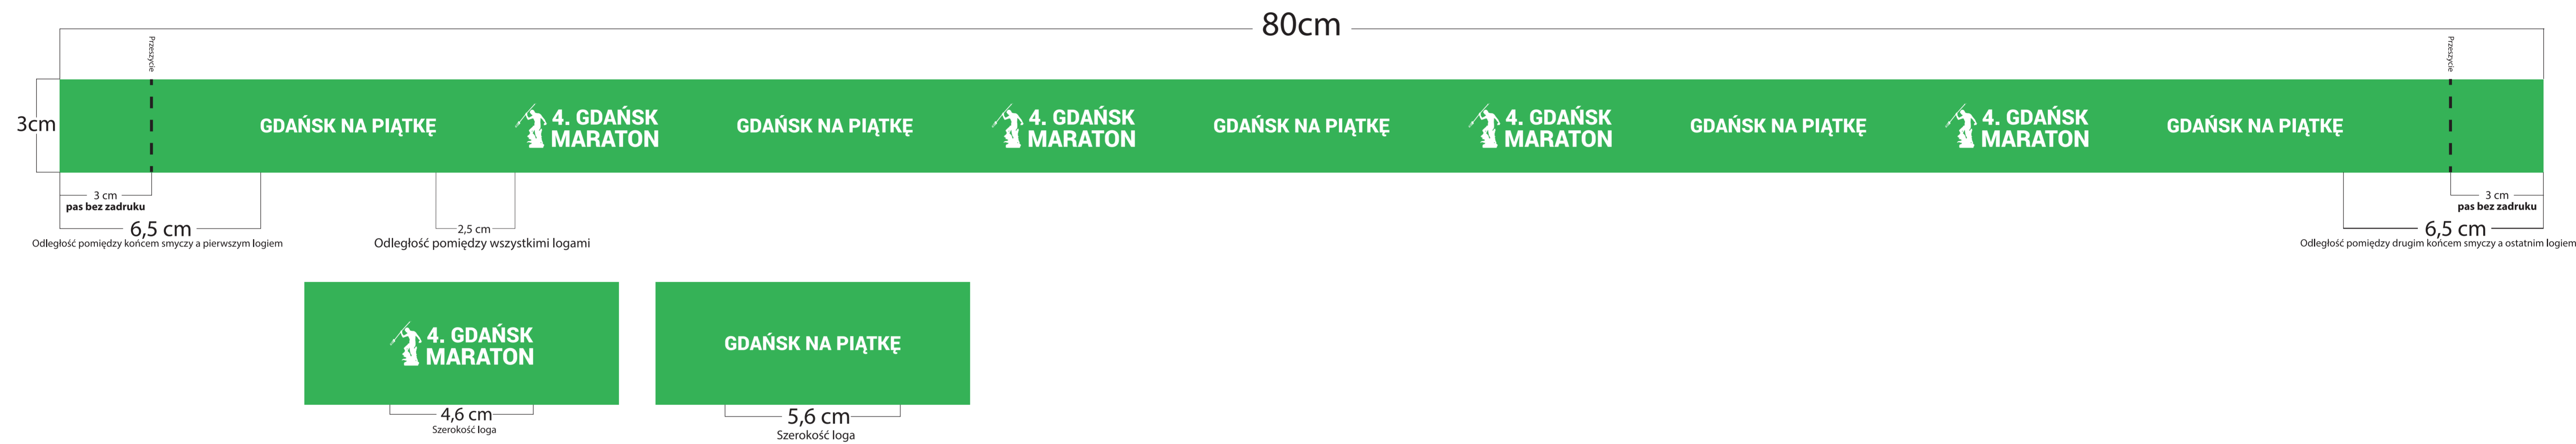 80cm
Przeszycie
Przeszycie
3cm
GDAŃSK NA PIĄTKĘ
4. GDAŃSK
MARATON
GDAŃSK NA PIĄTKĘ
4. GDAŃSK
MARATON
GDAŃSK NA PIĄTKĘ
4. GDAŃSK
MARATON
GDAŃSK NA PIĄTKĘ
4. GDAŃSK
MARATON
GDAŃSK NA PIĄTKĘ
3 cm
pas bez zadruku
6,5 cm
Odległość pomiędzy końcem smyczy a pierwszym logiem
2,5 cm
Odległość pomiędzy wszystkimi logami
3 cm
pas bez zadruku
6,5 cm
Odległość pomiędzy drugim końcem smyczy a ostatnim logiem
4. GDAŃSK
MARATON
4,6 cm
Szerokość loga
GDAŃSK NA PIĄTKĘ
5,6 cm
Szerokość loga